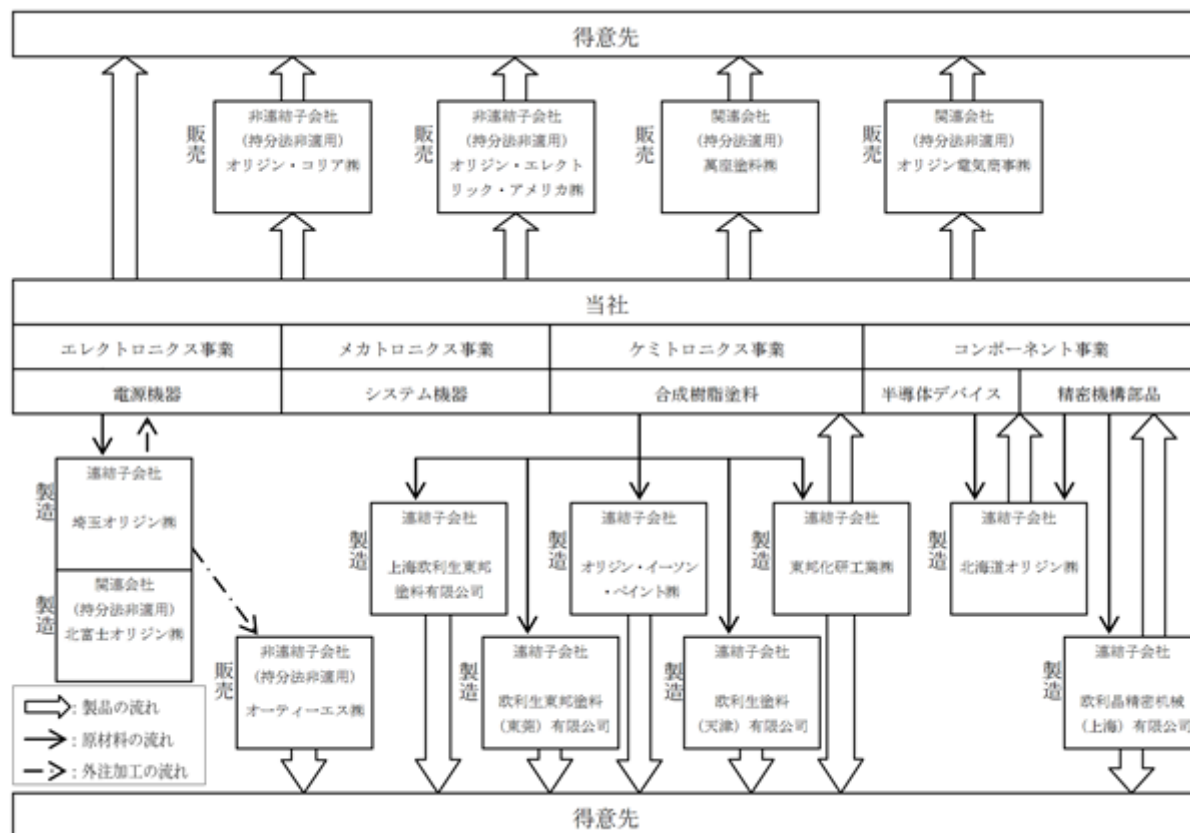 得意先
販売
非連結子会社
(持分法非適用)
オリジン・コリア㈱
販売
非連結子会社
(持分法非適用)
オリジン・エレクト
リック・アメリカ㈱
販売
関連会社
(持分法適用)
萬座塗料㈱
販売
関連会社
(持分法非適用)
オリジン電気商事㈱
当社
エレクトロニクス事業
メカトロニクス事業
ケミトロニクス事業
コンポーネント事業
電源機器
システム機器
合成樹脂塗料
半導体デバイス
精密機構部品
製造
連結子会社
埼玉オリジン㈱
製造
関連会社
(持分法非適用)
北富士オリジン㈱
販売
非連結子会社
(持分法非適用)
オーティーエス㈱
製造
連結子会社
上海欧利生東邦
塗料有限公司
製造
連結子会社
欧利生東邦塗料
(東莞)有限公司
製造
連結子会社
オリジン・イーソン
・ペイント㈱
製造
連結子会社
欧利生塗料
(天津)有限公司
製造
連結子会社
東邦化研工業㈱
製造
連結子会社
北海道オリジン㈱
製造
連結子会社
欧利晶精密机械
(上海)有限公司
:製品の流れ
:原材料の流れ
:外注加工の流れ
得意先